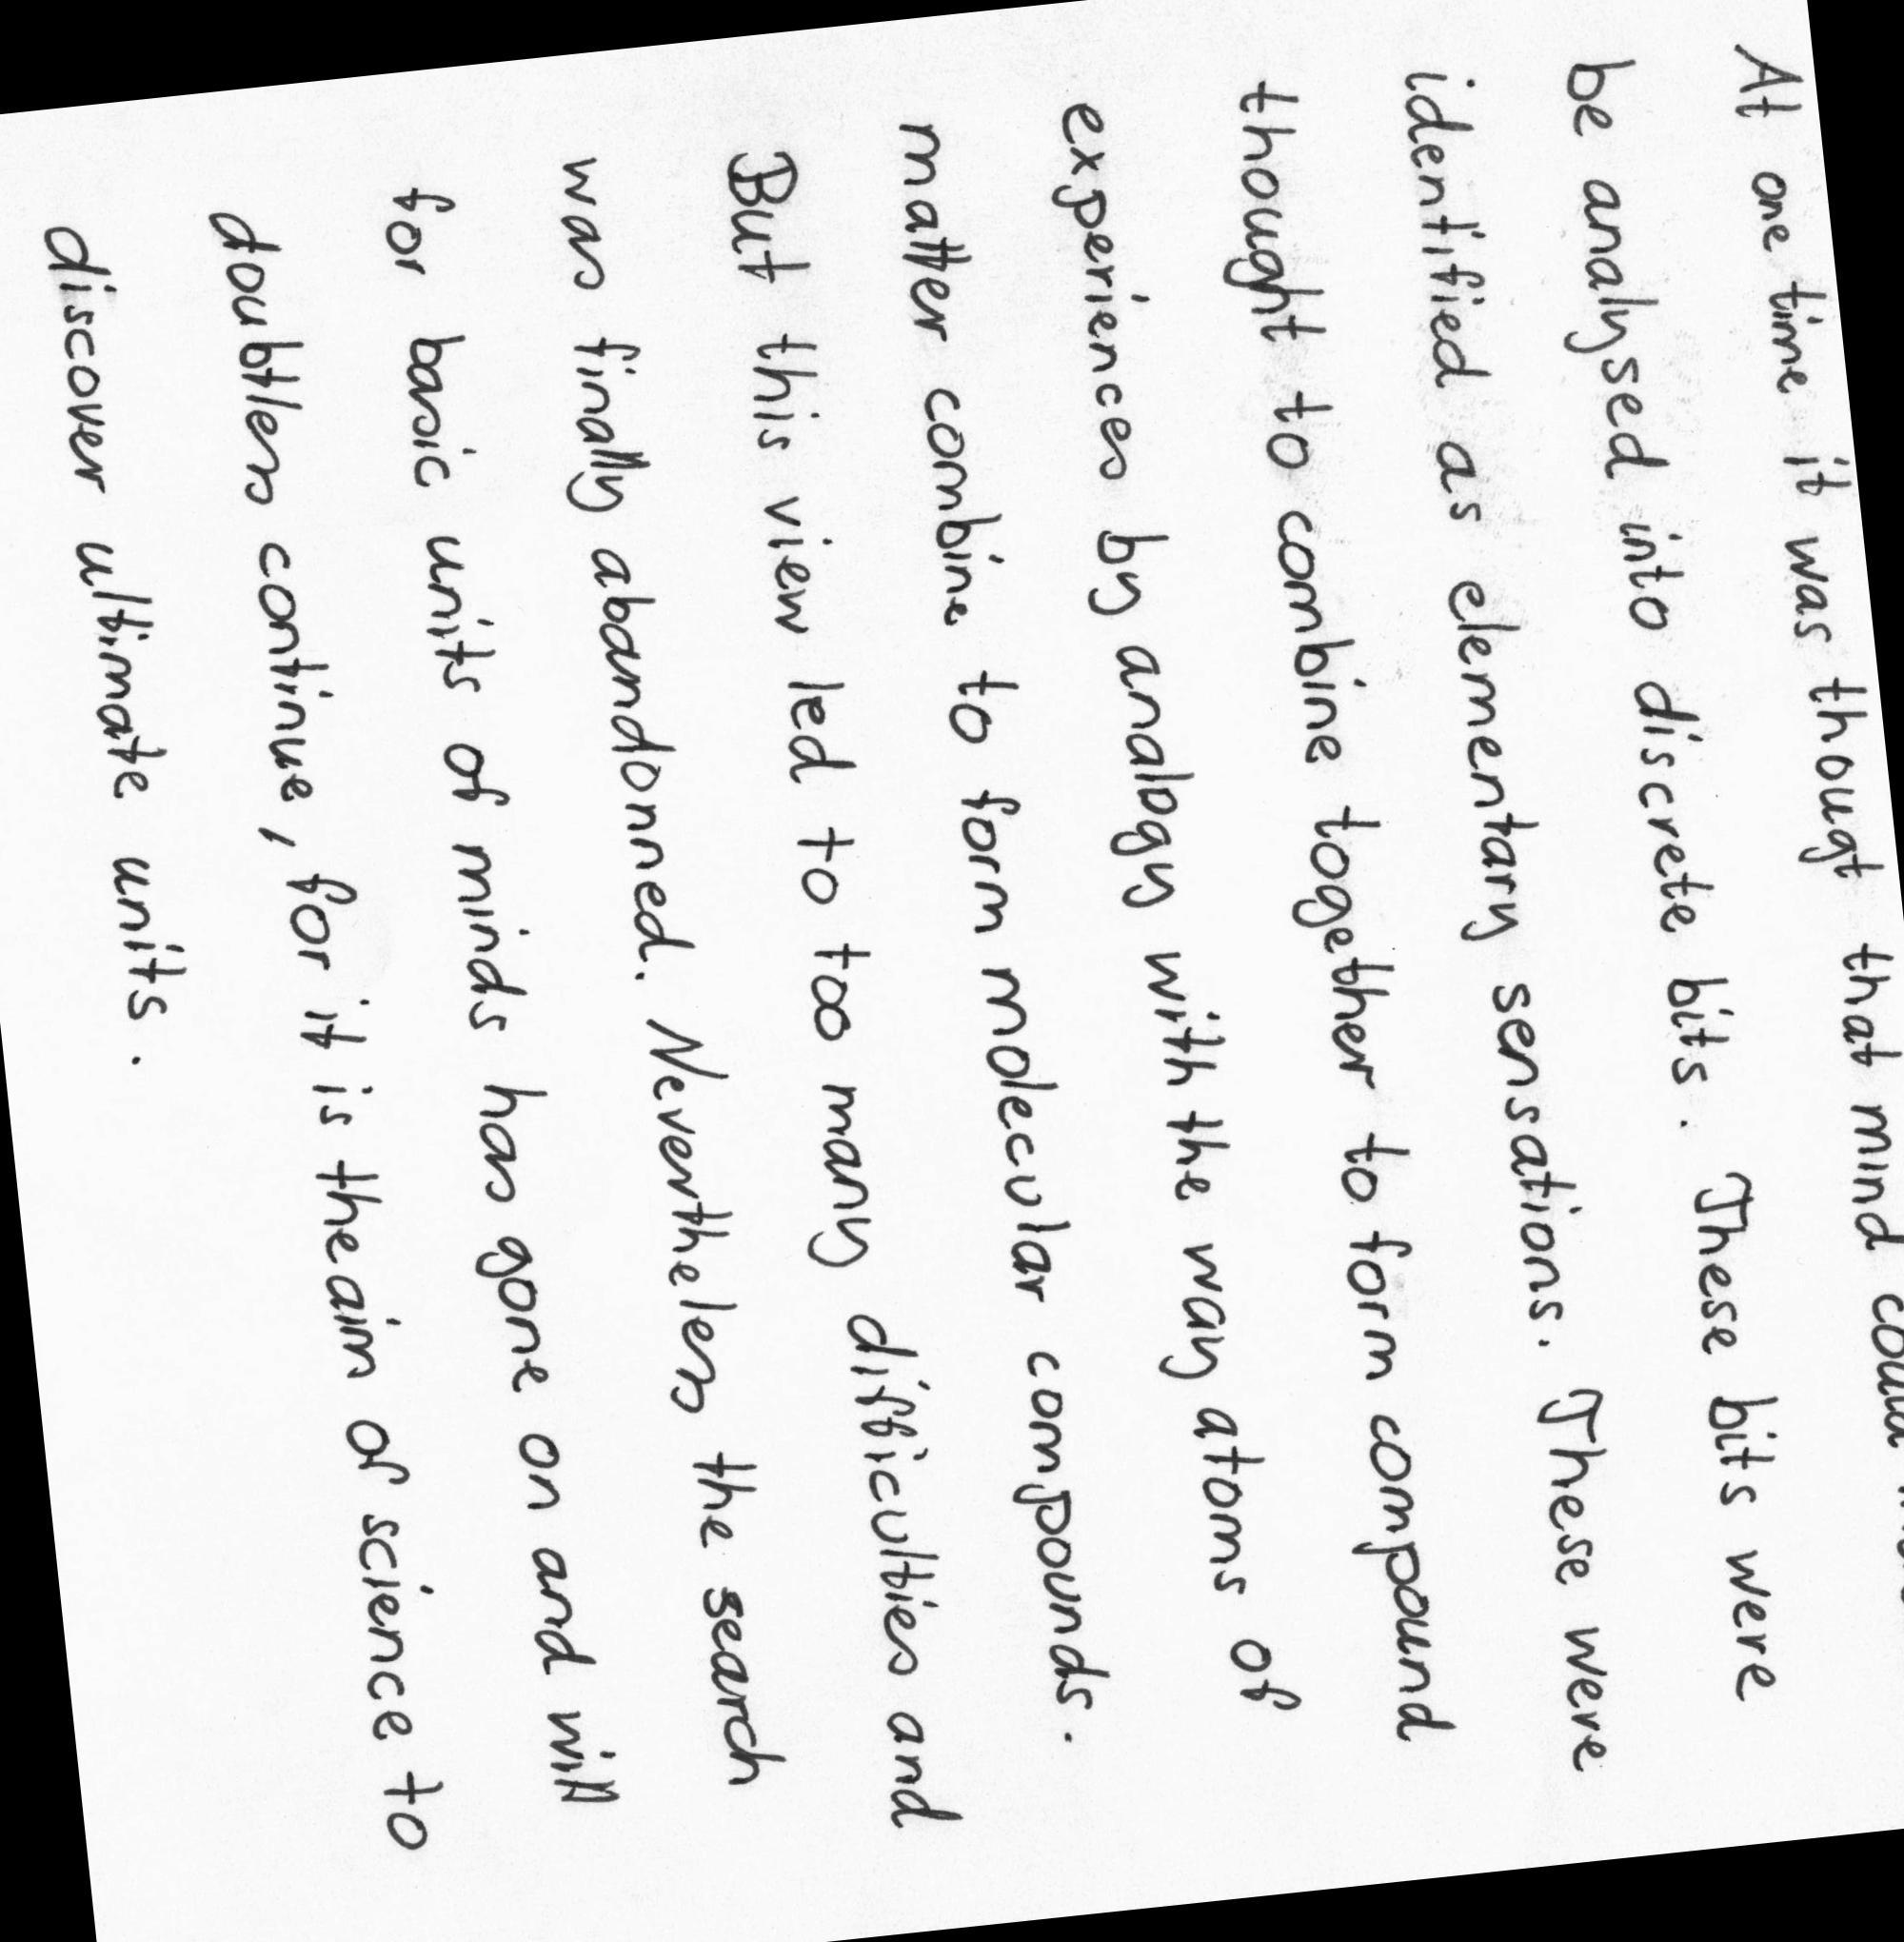 At one time it was thougt that mind could
be analysed into discrete bits. These bits were
identified as elementary sensations. These were
thought to combine together to form compound
experiences by analogy with the way atoms of
matter combine to form molecular compounds.
But this view led to too many difficulties and
was finally abandonned. Nevertheless the search
for basic units of minds has gone on and will
doubtless continue, for it is the aim of science to
discover ultimate units.